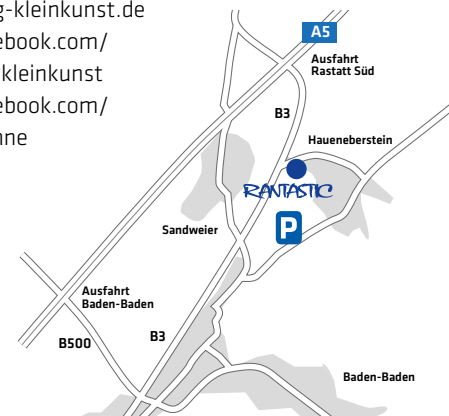 g-kleinkunst.de
ebook.com/
kleinkunst
ebook.com/
nne
A5
Ausfahrt
Rastatt Süd
B3
Haueneberstein
RANTASTIC
P
Sandweier
Ausfahrt
Baden-Baden
B500
B3
Baden-Baden